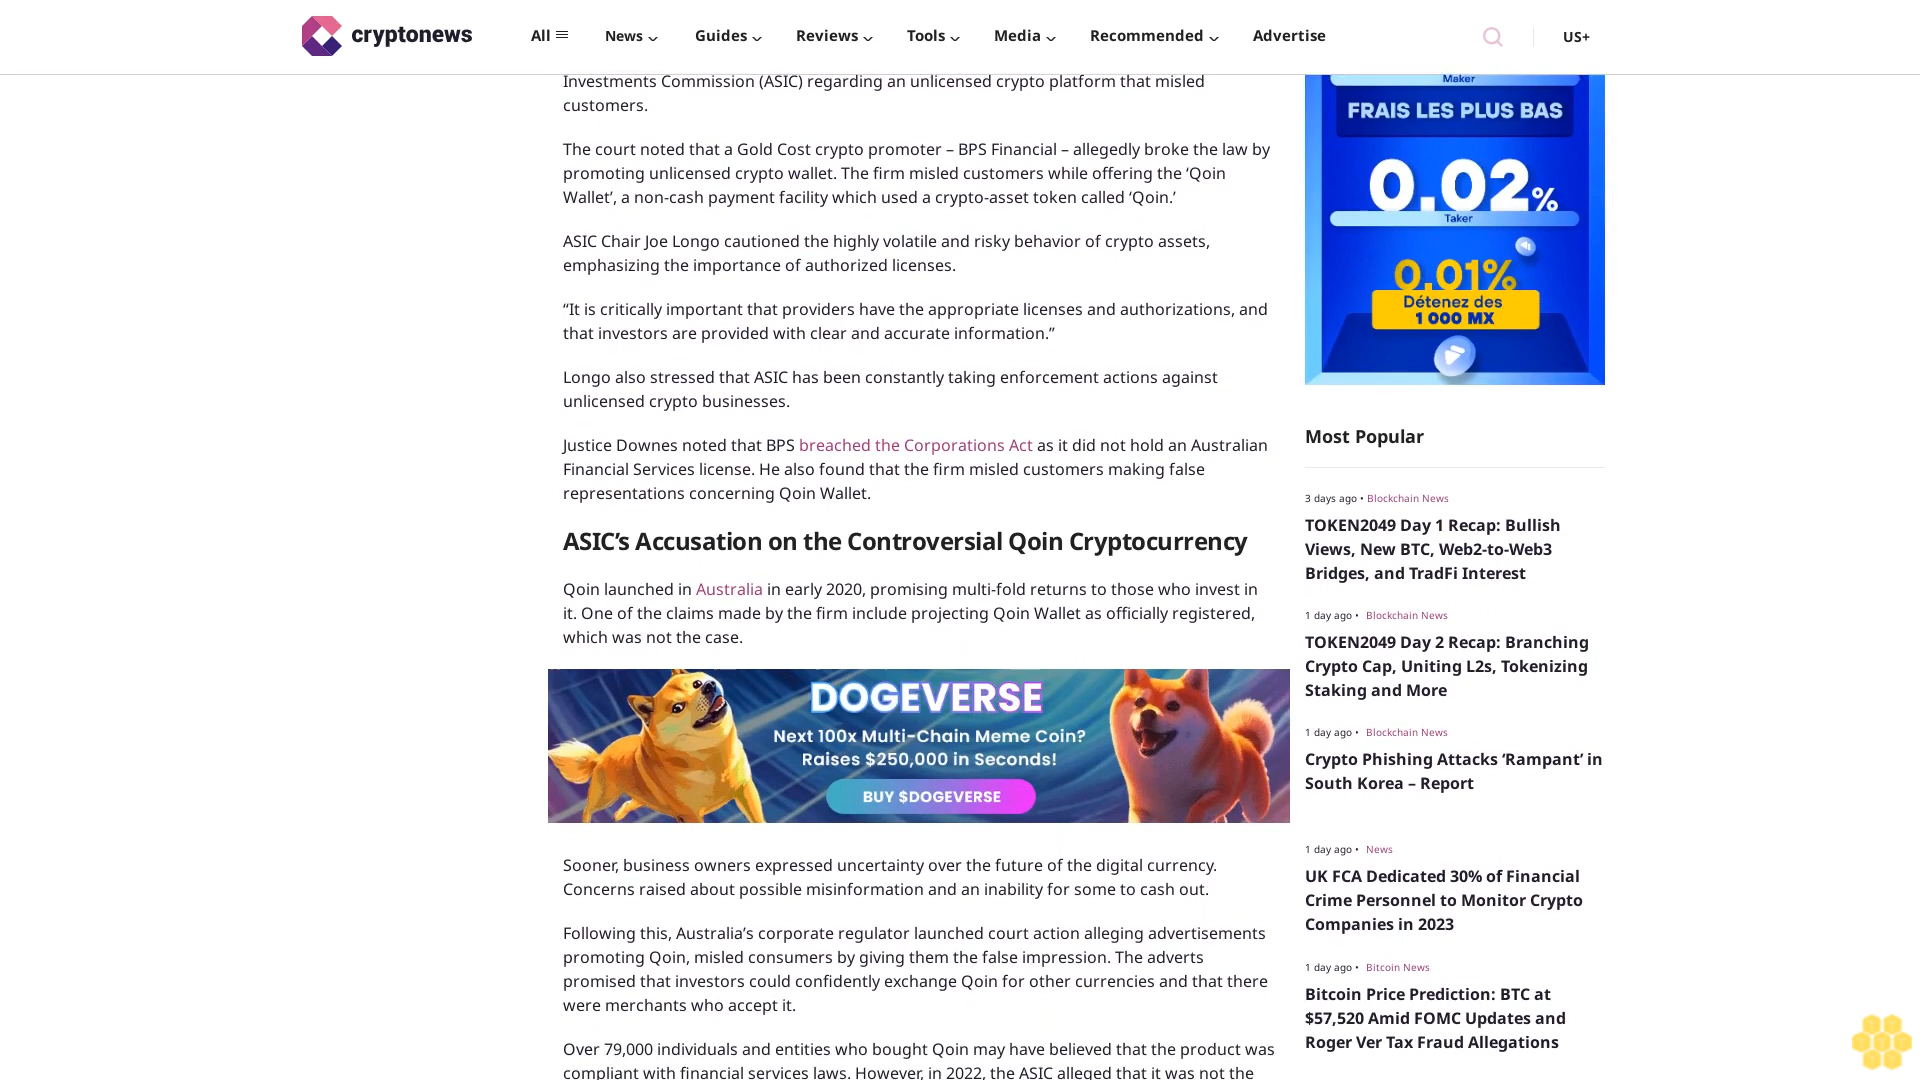 cryptonews
All
News
Guides
Reviews
Tools
Media
Recommended
Advertise
US+
Investments Commission (ASIC) regarding an unlicensed crypto platform that misled
customers.
The court noted that a Gold Cost crypto promoter – BPS Financial – allegedly broke the law by
promoting unlicensed crypto wallet. The firm misled customers while offering the ‘Qoin
Wallet’, a non-cash payment facility which used a crypto-asset token called ‘Qoin.’
ASIC Chair Joe Longo cautioned the highly volatile and risky behavior of crypto assets,
emphasizing the importance of authorized licenses.
“It is critically important that providers have the appropriate licenses and authorizations, and
that investors are provided with clear and accurate information.”
Longo also stressed that ASIC has been constantly taking enforcement actions against
unlicensed crypto businesses.
Justice Downes noted that BPS breached the Corporations Act as it did not hold an Australian
Financial Services license. He also found that the firm misled customers making false
representations concerning Qoin Wallet.
ASIC’s Accusation on the Controversial Qoin Cryptocurrency
Qoin launched in Australia in early 2020, promising multi-fold returns to those who invest in
it. One of the claims made by the firm include projecting Qoin Wallet as officially registered,
which was not the case.
DOGEVERSE
Next 100x Multi-Chain Meme Coin?
Raises $250,000 in Seconds!
BUY $DOGEVERSE
Sooner, business owners expressed uncertainty over the future of the digital currency.
Concerns raised about possible misinformation and an inability for some to cash out.
Following this, Australia’s corporate regulator launched court action alleging advertisements
promoting Qoin, misled consumers by giving them the false impression. The adverts
promised that investors could confidently exchange Qoin for other currencies and that there
were merchants who accept it.
Over 79,000 individuals and entities who bought Qoin may have believed that the product was
compliant with financial services laws. However, in 2022, the ASIC alleged that it was not the
Maker
FRAIS LES PLUS BAS
0.02%
Taker
0.01%
Détenez des
1 000 MX
Most Popular
3 days ago • Blockchain News
TOKEN2049 Day 1 Recap: Bullish
Views, New BTC, Web2-to-Web3
Bridges, and TradFi Interest
1 day ago • Blockchain News
TOKEN2049 Day 2 Recap: Branching
Crypto Cap, Uniting L2s, Tokenizing
Staking and More
1 day ago • Blockchain News
Crypto Phishing Attacks ‘Rampant’ in
South Korea – Report
1 day ago • News
UK FCA Dedicated 30% of Financial
Crime Personnel to Monitor Crypto
Companies in 2023
1 day ago • Bitcoin News
Bitcoin Price Prediction: BTC at
$57,520 Amid FOMC Updates and
Roger Ver Tax Fraud Allegations